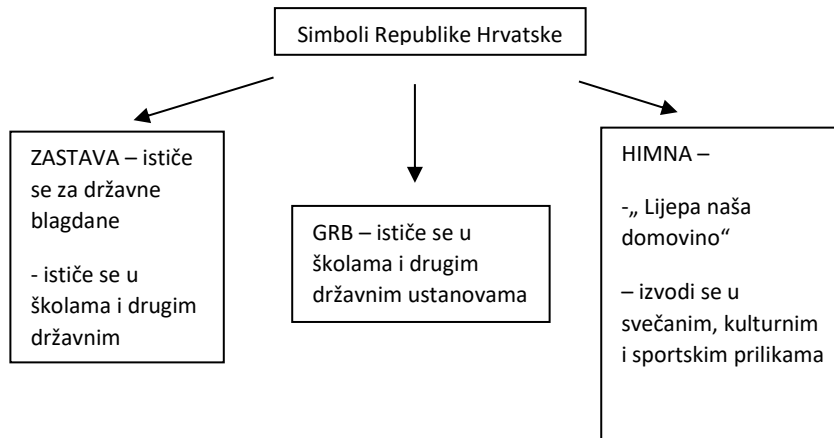 Simboli Republike Hrvatske
ZASTAVA – ističe
se za državne
blagdane
- ističe se u
školama i drugim
državnim
GRB – ističe se u
školama i drugim
državnim ustanovama
HIMNA –
-„ Lijepa naša
domovino“
– izvodi se u
svečanim, kulturnim
i sportskim prilikama